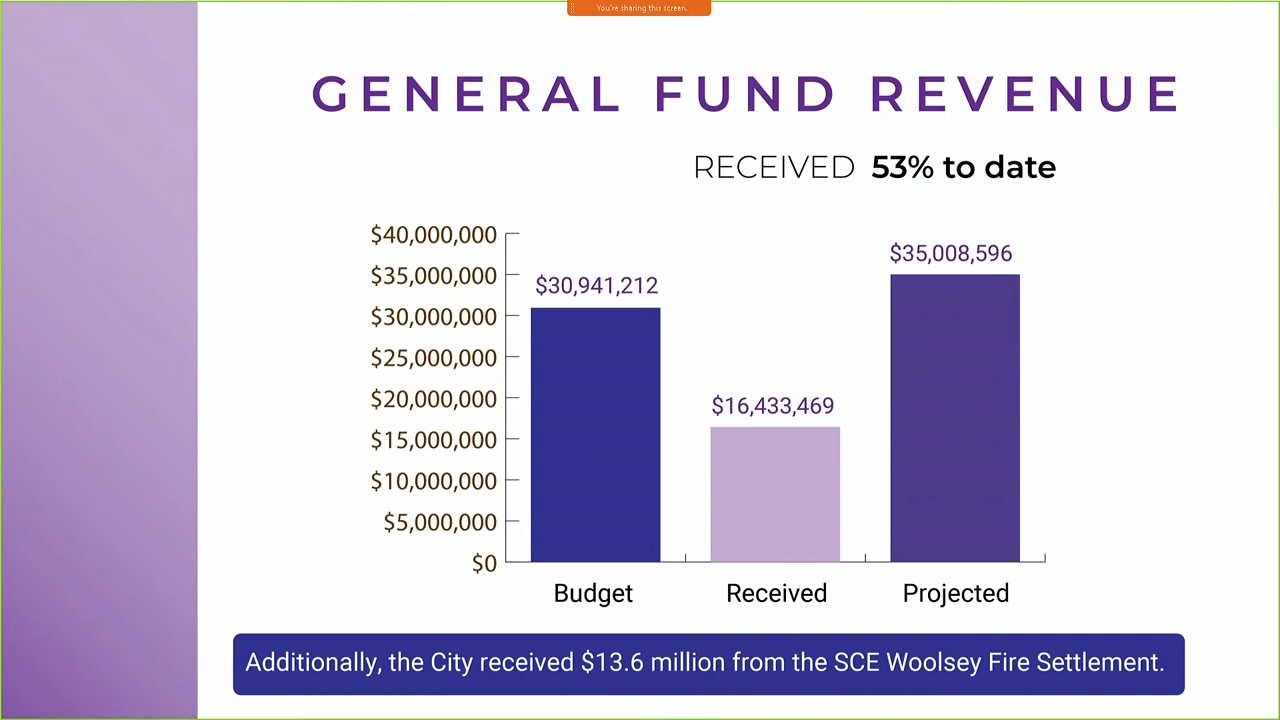 You're sharing this screen.
GENERAL FUND REVENUE
RECEIVED 53% to date
$40,000,000
$35,000,000
$30,000,000
$25,000,000
$20,000,000
$15,000,000
$10,000,000
$5,000,000
$0
$30,941,212
$16,433,469
$35,008,596
Budget
Received
Projected
Additionally, the City received $13.6 million from the SCE Woolsey Fire Settlement.